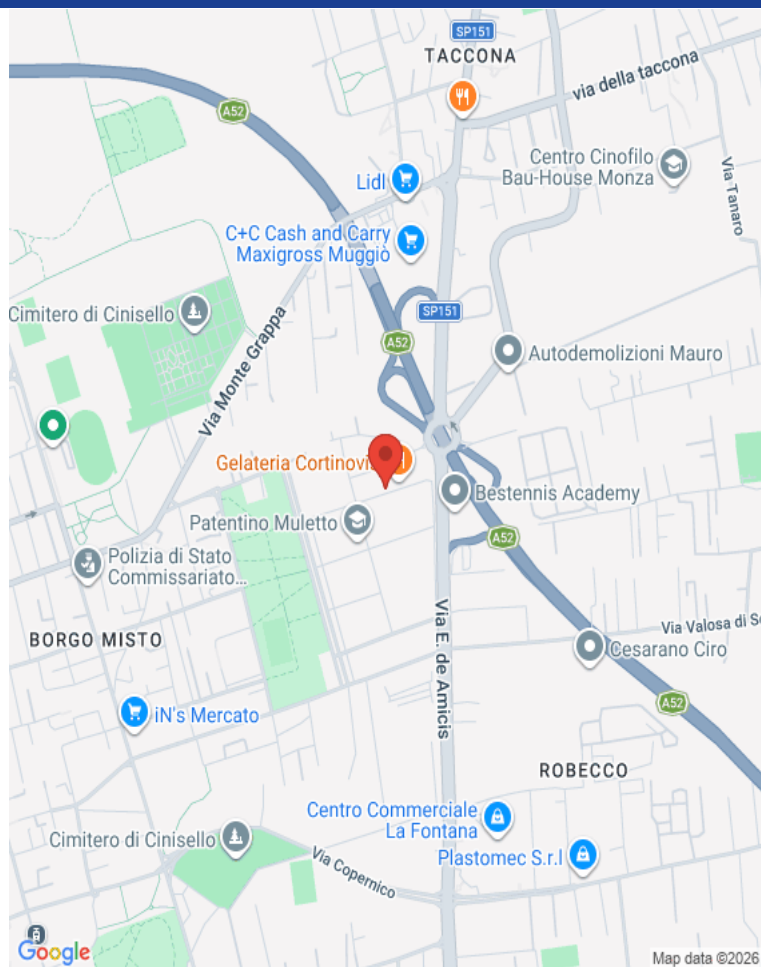 SP151
TACCONA
via della taccona
A52
Centro Cinofilo
Bau-House Monza
Via Tanaro
Lidl
C+C Cash and Carry
Maxigross Muggiò
Cimitero di Cinisello
SP151
A52
Via Monte Grappa
Autodemolizioni Mauro
Gelateria Cortinovis
Bestennis Academy
Patentino Muletto
A52
Polizia di Stato
Commissariato...
BORGO MISTO
Via E. de Amicis
Via Valosa di So
Cesarano Ciro
A52
iN's Mercato
ROBECCO
Centro Commerciale
La Fontana
Plastomec S.r.l
Cimitero di Cinisello
Via Copernico
Google
Map data ©2026